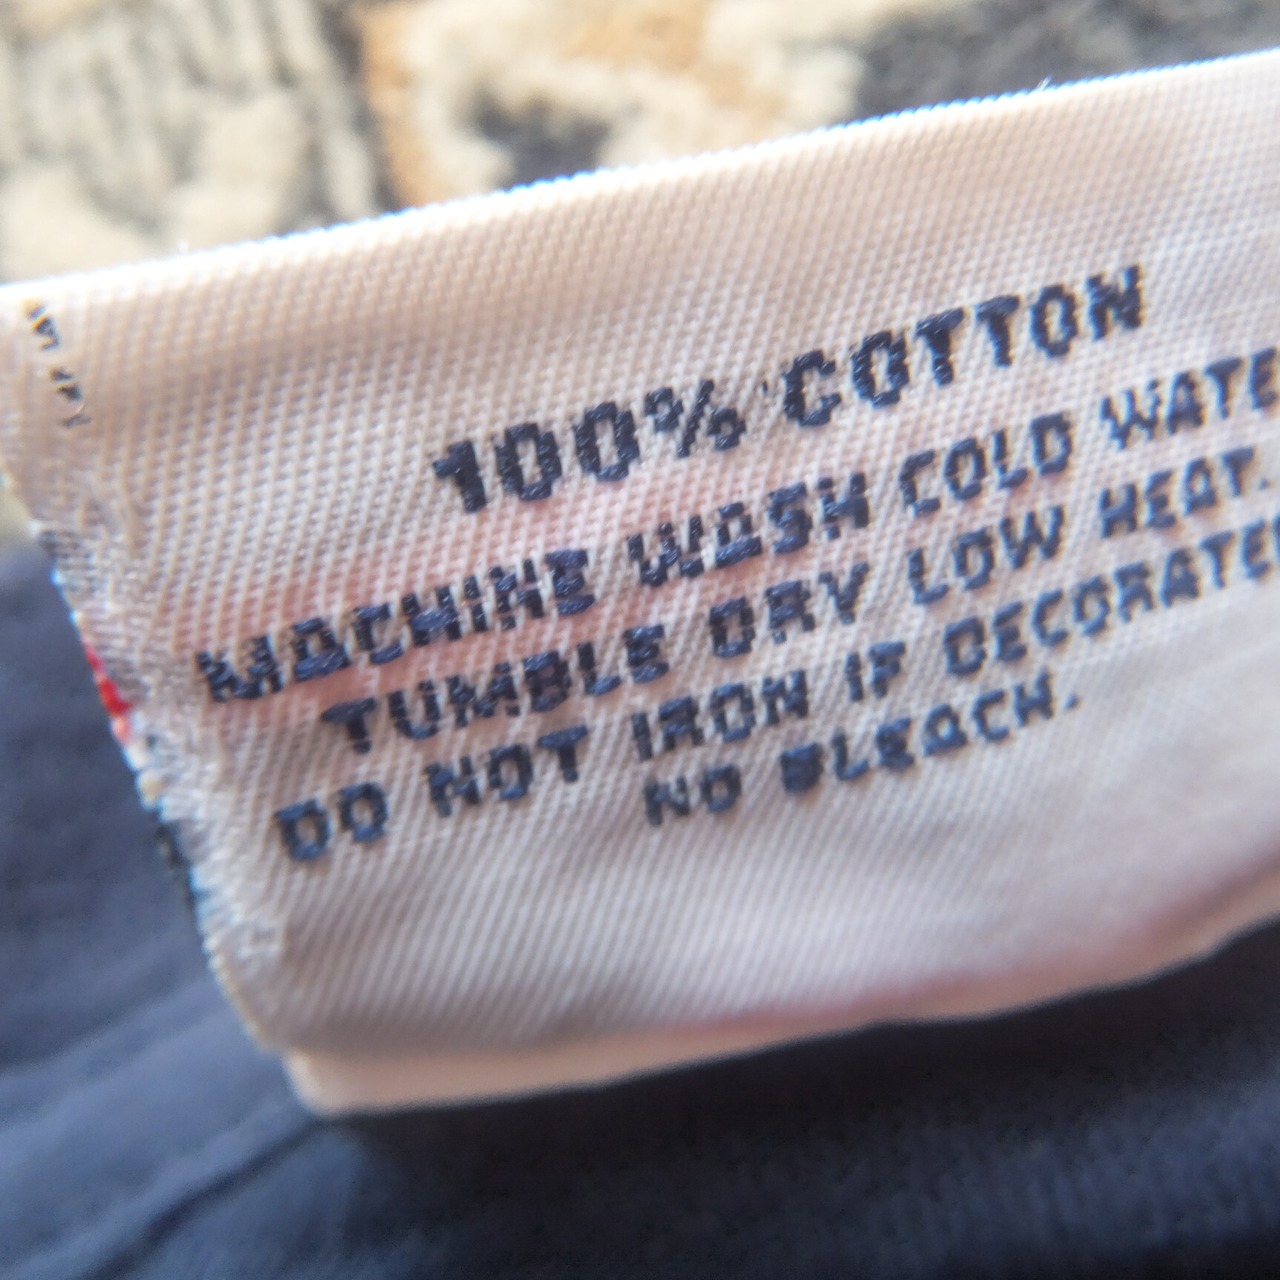 100% COTTON
MACHINE WASH COLD WATE
TUMBLE DRY LOW HEAT.
DO NOT IRON IF DECORATE
NO BLEACH.